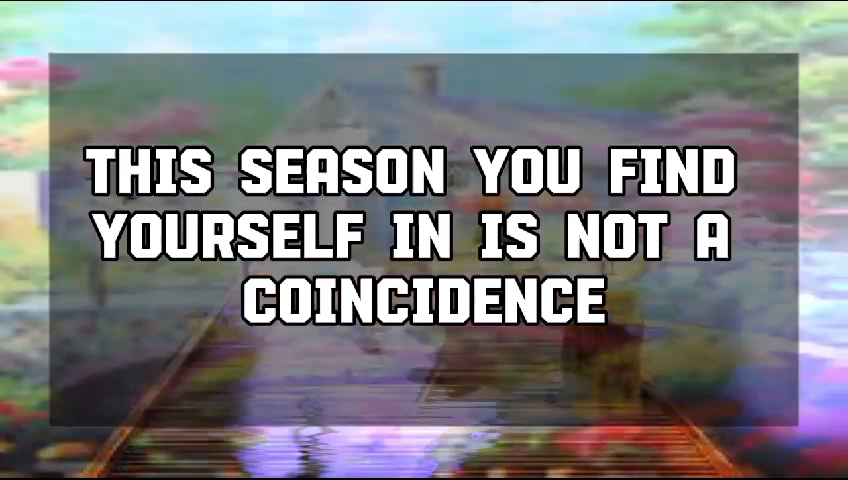 THIS SEASON YOU FIND
YOURSELF IN IS NOT A
COINCIDENCE